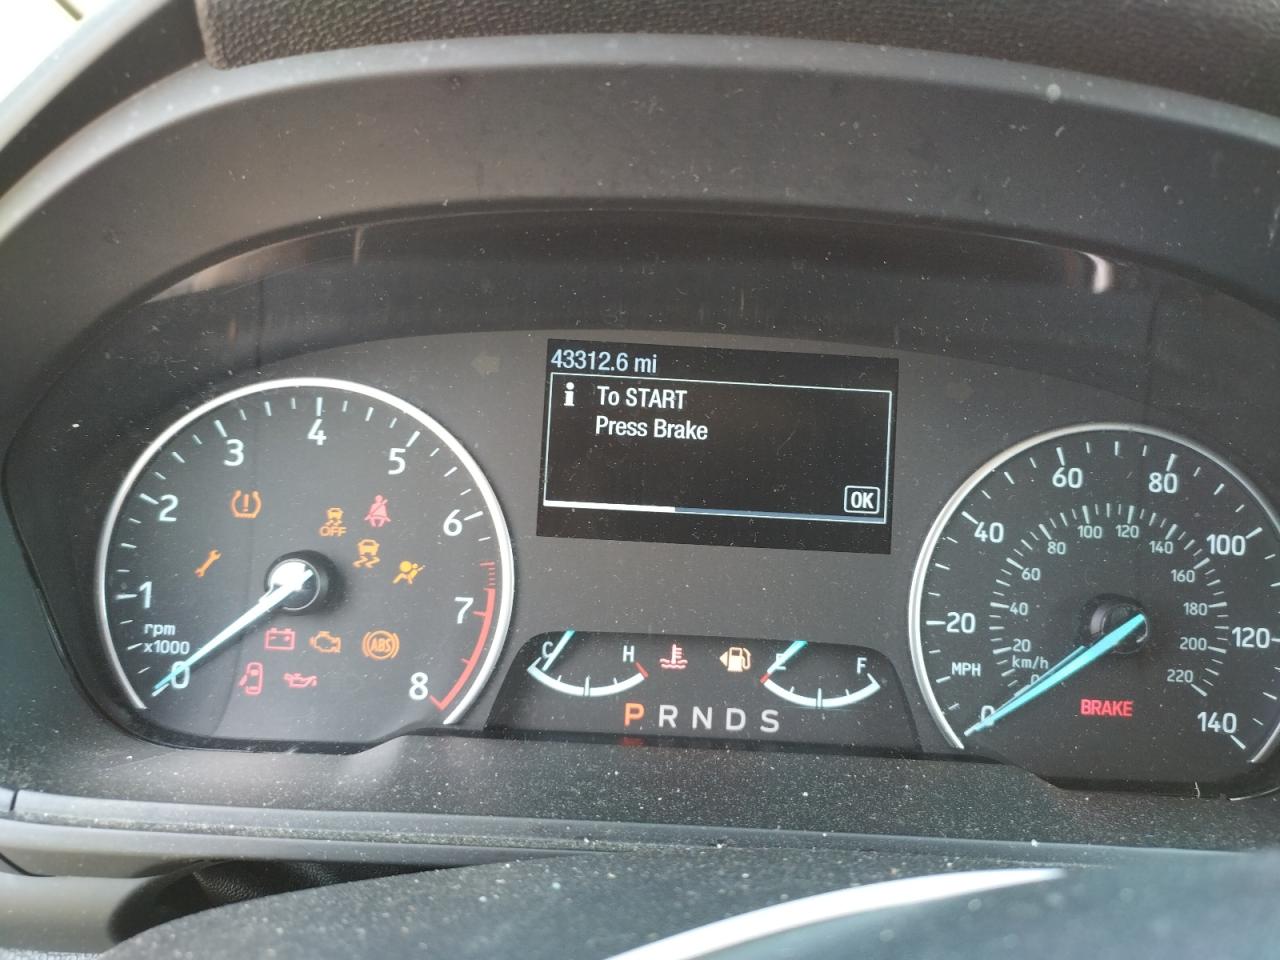 43312.6 mi
i To START
Press Brake
OK
0 1 2 3 4 5 6 7 8
rpm
x1000
OFF
ABS
C H
E F
P R N D S
0 20 40 60 80 100 120 140
MPH
0 20 40 60 80 100 120 140 160 180 200 220
km/h
BRAKE